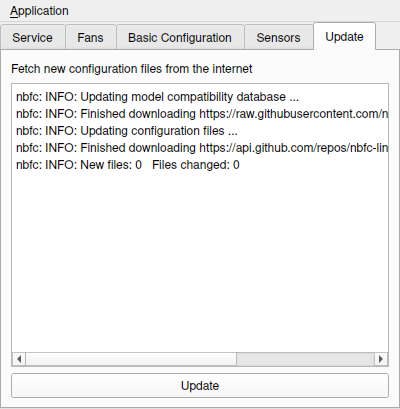 Application
Service Fans Basic Configuration Sensors Update
Fetch new configuration files from the internet
nbfc: INFO: Updating model compatibility database ...
nbfc: INFO: Finished downloading https://raw.githubusercontent.com/n
nbfc: INFO: Updating configuration files ...
nbfc: INFO: Finished downloading https://api.github.com/repos/nbfc-lin
nbfc: INFO: New files: 0 Files changed: 0
Update